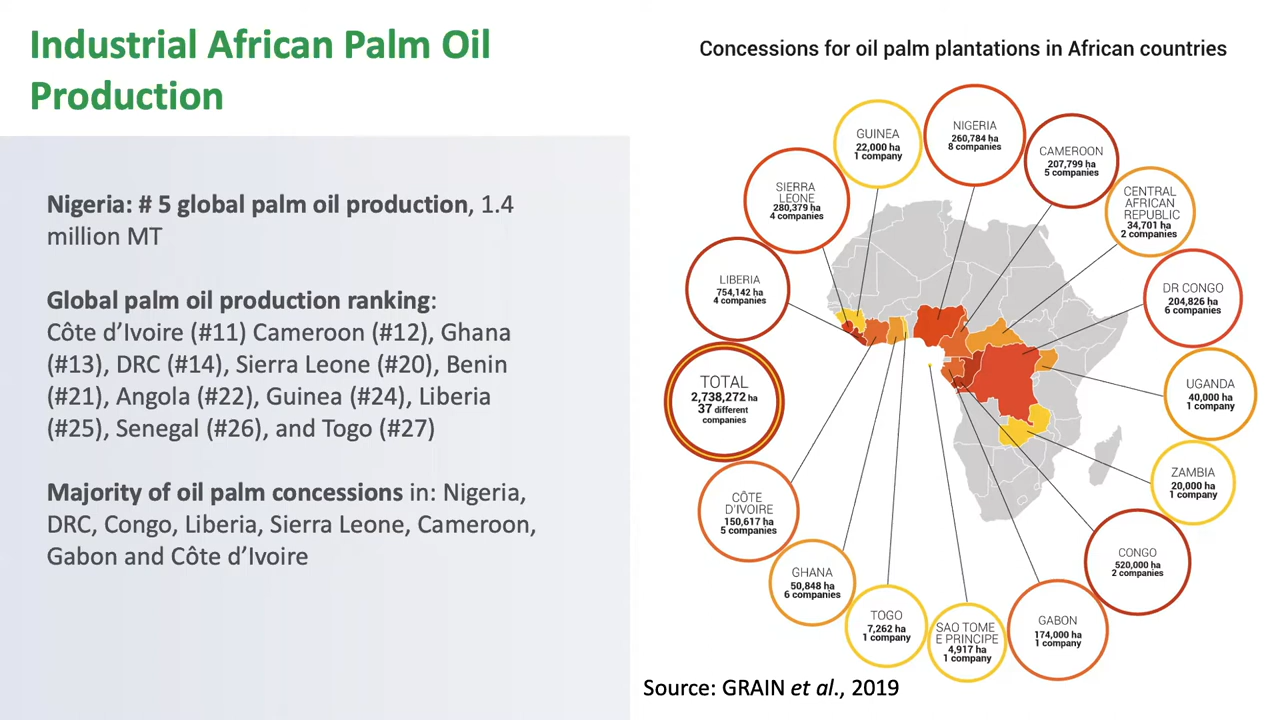 Industrial African Palm Oil
Production
Nigeria: # 5 global palm oil production, 1.4
million MT
Global palm oil production ranking:
Côte d’Ivoire (#11) Cameroon (#12), Ghana
(#13), DRC (#14), Sierra Leone (#20), Benin
(#21), Angola (#22), Guinea (#24), Liberia
(#25), Senegal (#26), and Togo (#27)
Majority of oil palm concessions in: Nigeria,
DRC, Congo, Liberia, Sierra Leone, Cameroon,
Gabon and Côte d’Ivoire
Concessions for oil palm plantations in African countries
GUINEA
22,000 ha
1 company
NIGERIA
260,784 ha
8 companies
CAMEROON
207,799 ha
5 companies
CENTRAL
AFRICAN
REPUBLIC
34,701 ha
2 companies
DR CONGO
204,826 ha
6 companies
UGANDA
40,000 ha
1 company
ZAMBIA
20,000 ha
1 company
CONGO
520,000 ha
2 companies
GABON
174,000 ha
1 company
SAO TOME
E PRINCIPE
4,917 ha
1 company
TOGO
7,262 ha
1 company
GHANA
50,848 ha
6 companies
CÔTE
D'IVOIRE
150,617 ha
5 companies
TOTAL
2,738,272 ha
37 different
companies
LIBERIA
754,142 ha
4 companies
SIERRA
LEONE
280,379 ha
4 companies
Source: GRAIN et al., 2019